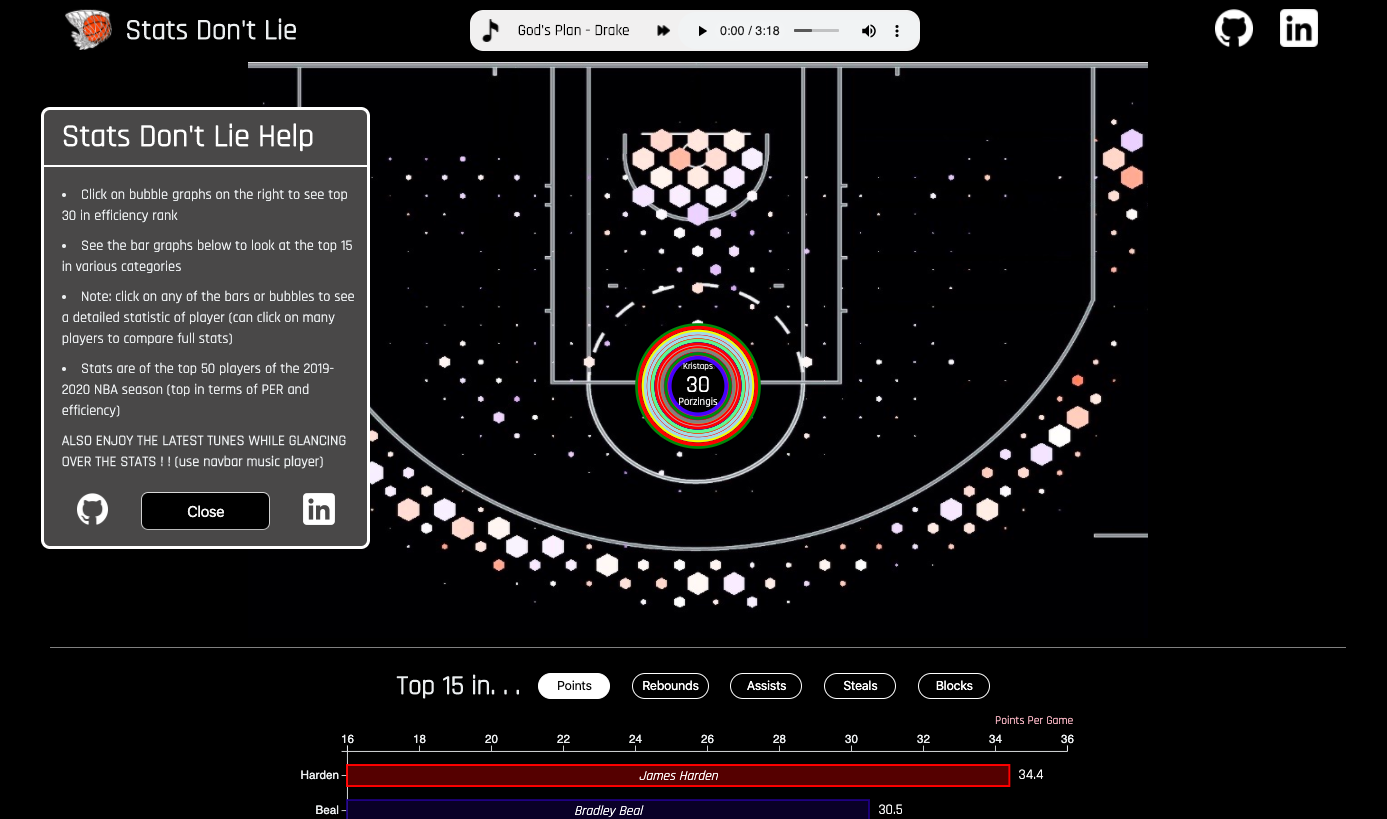 Stats Don't Lie
God's Plan - Drake
0:00 / 3:18
Stats Don't Lie Help
• Click on bubble graphs on the right to see top
30 in efficiency rank
• See the bar graphs below to look at the top 15
in various categories
• Note: click on any of the bars or bubbles to see
a detailed statistic of player (can click on many
players to compare full stats)
• Stats are of the top 50 players of the 2019-
2020 NBA season (top in terms of PER and
efficiency)
ALSO ENJOY THE LATEST TUNES WHILE GLANCING
OVER THE STATS ! ! (use navbar music player)
Close
in
in
Kristaps
30
Porzingis
Top 15 in. . .
Points
Rebounds
Assists
Steals
Blocks
Points Per Game
16 18 20 22 24 26 28 30 32 34 36
Harden James Harden 34.4
Beal Bradley Beal 30.5